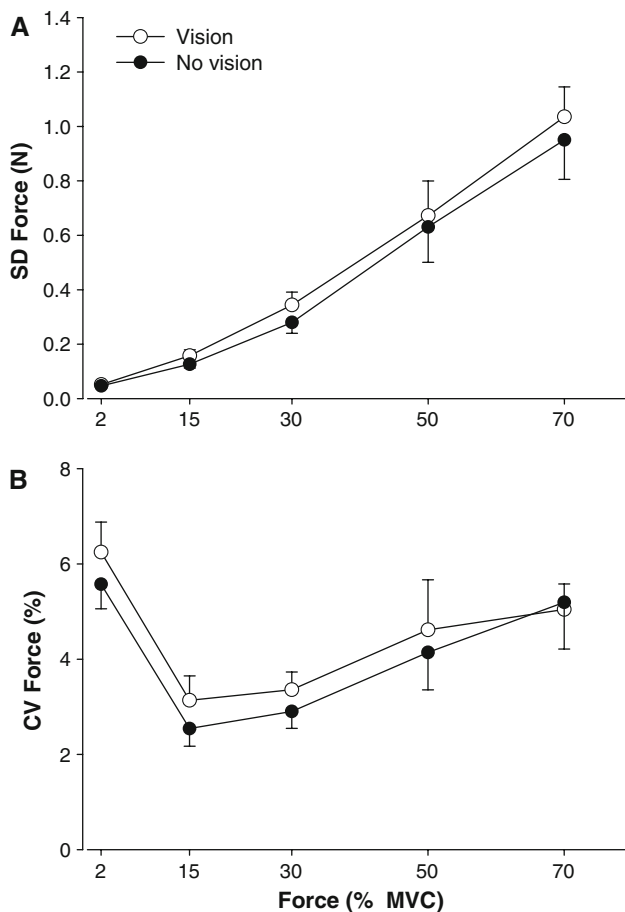 A
Vision
No vision
SD Force (N)
1.4
1.2
1.0
0.8
0.6
0.4
0.2
0.0
2 15 30 50 70
B
CV Force (%)
8
6
4
2
0
2 15 30 50 70
Force (% MVC)